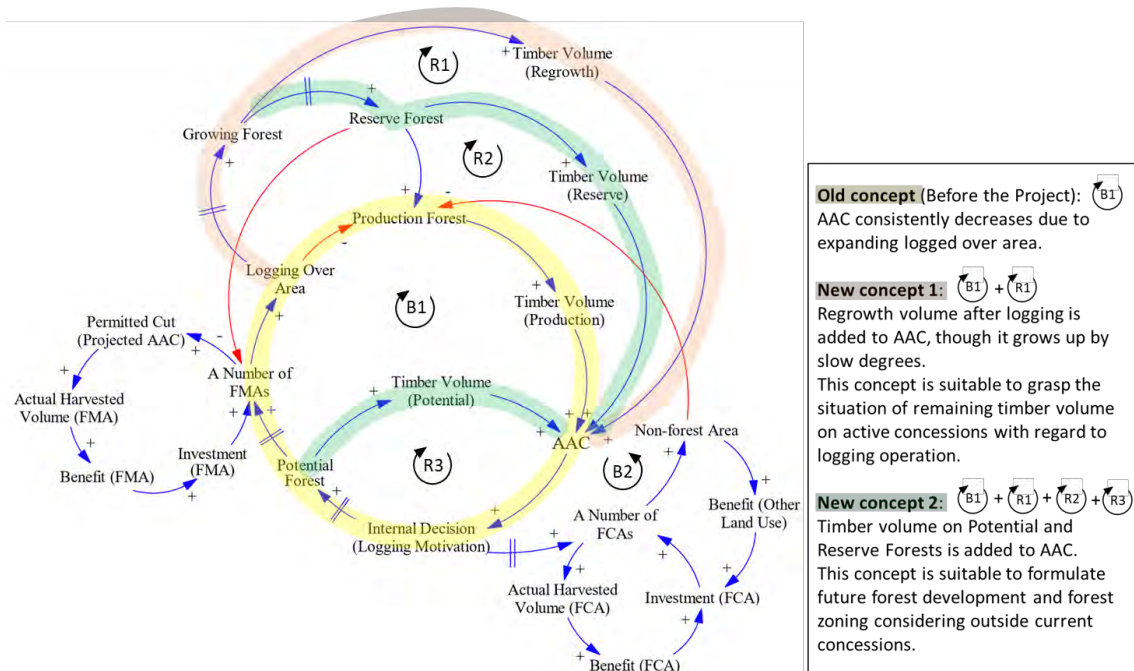 R1
+ Timber Volume
(Regrowth)
+
Reserve Forest
Growing Forest
+
R2
+
Timber Volume
(Reserve)
+ -
Production Forest
-
Logging Over
Area
+
B1
+
Timber Volume
(Production)
Permitted Cut
(Projected AAC)
-
+
+
A Number of
FMAs
+ +
Actual Harvested
Volume (FMA)
+
Investment
(FMA)
+
Benefit (FMA)
+
Timber Volume
(Potential)
+ +
+ AAC +
Non-forest Area
Potential
Forest
+
R3
B2
+
+
Internal Decision
(Logging Motivation)
A Number of
FCAs
+
+
+
Benefit (Other
Land Use)
+
+
Actual Harvested
Volume (FCA)
Investment (FCA)
+
+
Benefit (FCA)
Old concept (Before the Project): B1
AAC consistently decreases due to
expanding logged over area.
New concept 1: B1 + R1
Regrowth volume after logging is
added to AAC, though it grows up by
slow degrees.
This concept is suitable to grasp the
situation of remaining timber volume
on active concessions with regard to
logging operation.
New concept 2: B1 + R1 + R2 + R3
Timber volume on Potential and
Reserve Forests is added to AAC.
This concept is suitable to formulate
future forest development and forest
zoning considering outside current
concessions.